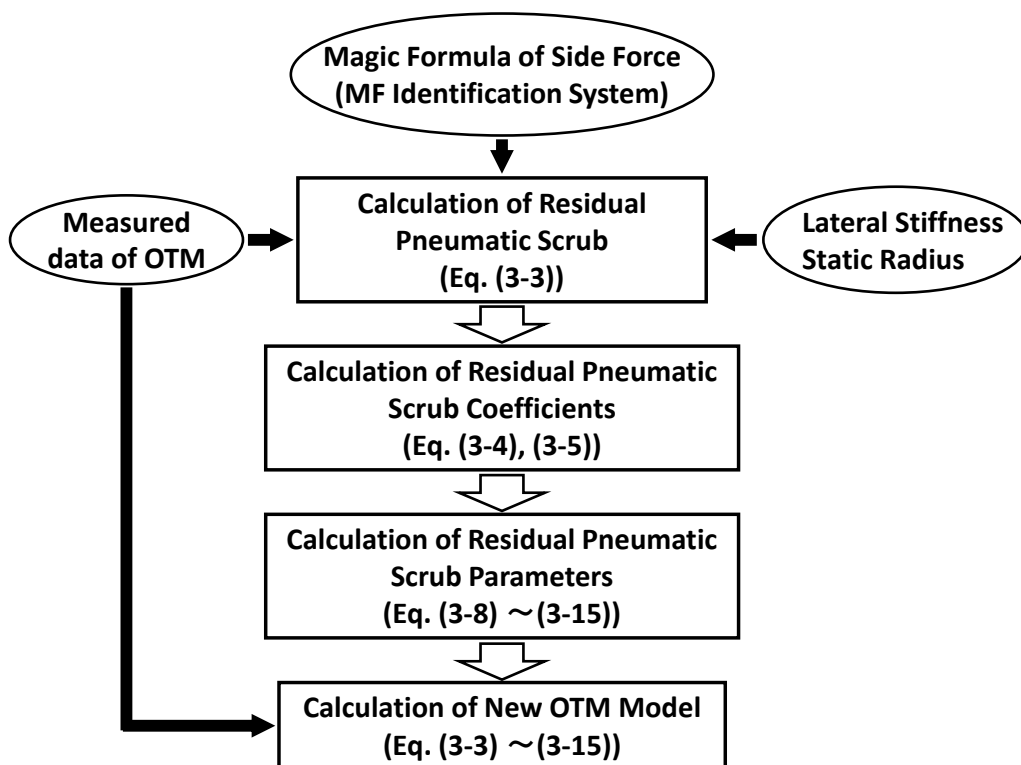 Magic Formula of Side Force
(MF Identification System)
Measured
data of OTM
Calculation of Residual
Pneumatic Scrub
(Eq. (3-3))
Lateral Stiffness
Static Radius
Calculation of Residual Pneumatic
Scrub Coefficients
(Eq. (3-4), (3-5))
Calculation of Residual Pneumatic
Scrub Parameters
(Eq. (3-8) ～(3-15))
Calculation of New OTM Model
(Eq. (3-3) ～(3-15))